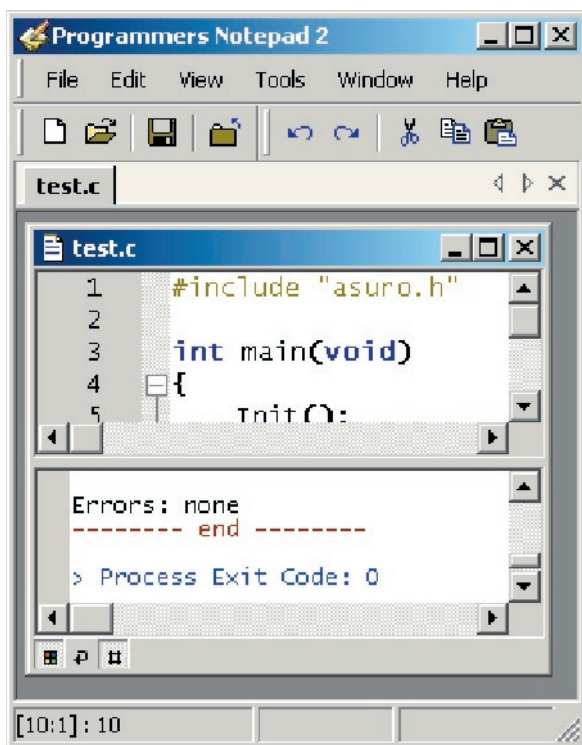 Programmers Notepad 2
File Edit View Tools Window Help
test.c
test.c
1 #include "asuro.h"
2
3 int main(void)
4 {
5 Init();
Errors: none
-------- end --------
> Process Exit Code: 0
[10:1] : 10